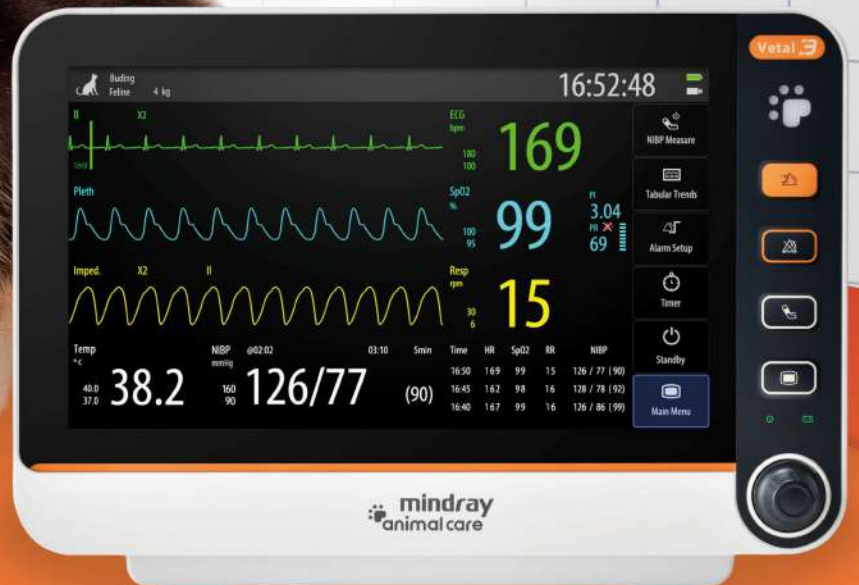 Vetal 3
Buding
Feline 4 kg
16:52:48
II X2
1mV
ECG
bpm
180
100
169
NIBP Measure
Pleth
SpO2
%
100
95
99
PI
3.04
PR
69
Tabular Trends
Alarm Setup
Imped. X2 II
Resp
rpm
30
6
15
Timer
Standby
Temp
°C
40.0
37.0
38.2
NIBP @02:02 03:10 5min
mmHg
160
90
126/77 (90)
Time HR SpO2 RR NIBP
16:50 169 99 15 126 / 77 (90)
16:45 162 98 16 128 / 78 (92)
16:40 167 99 16 126 / 86 (99)
Main Menu
mindray
animal care